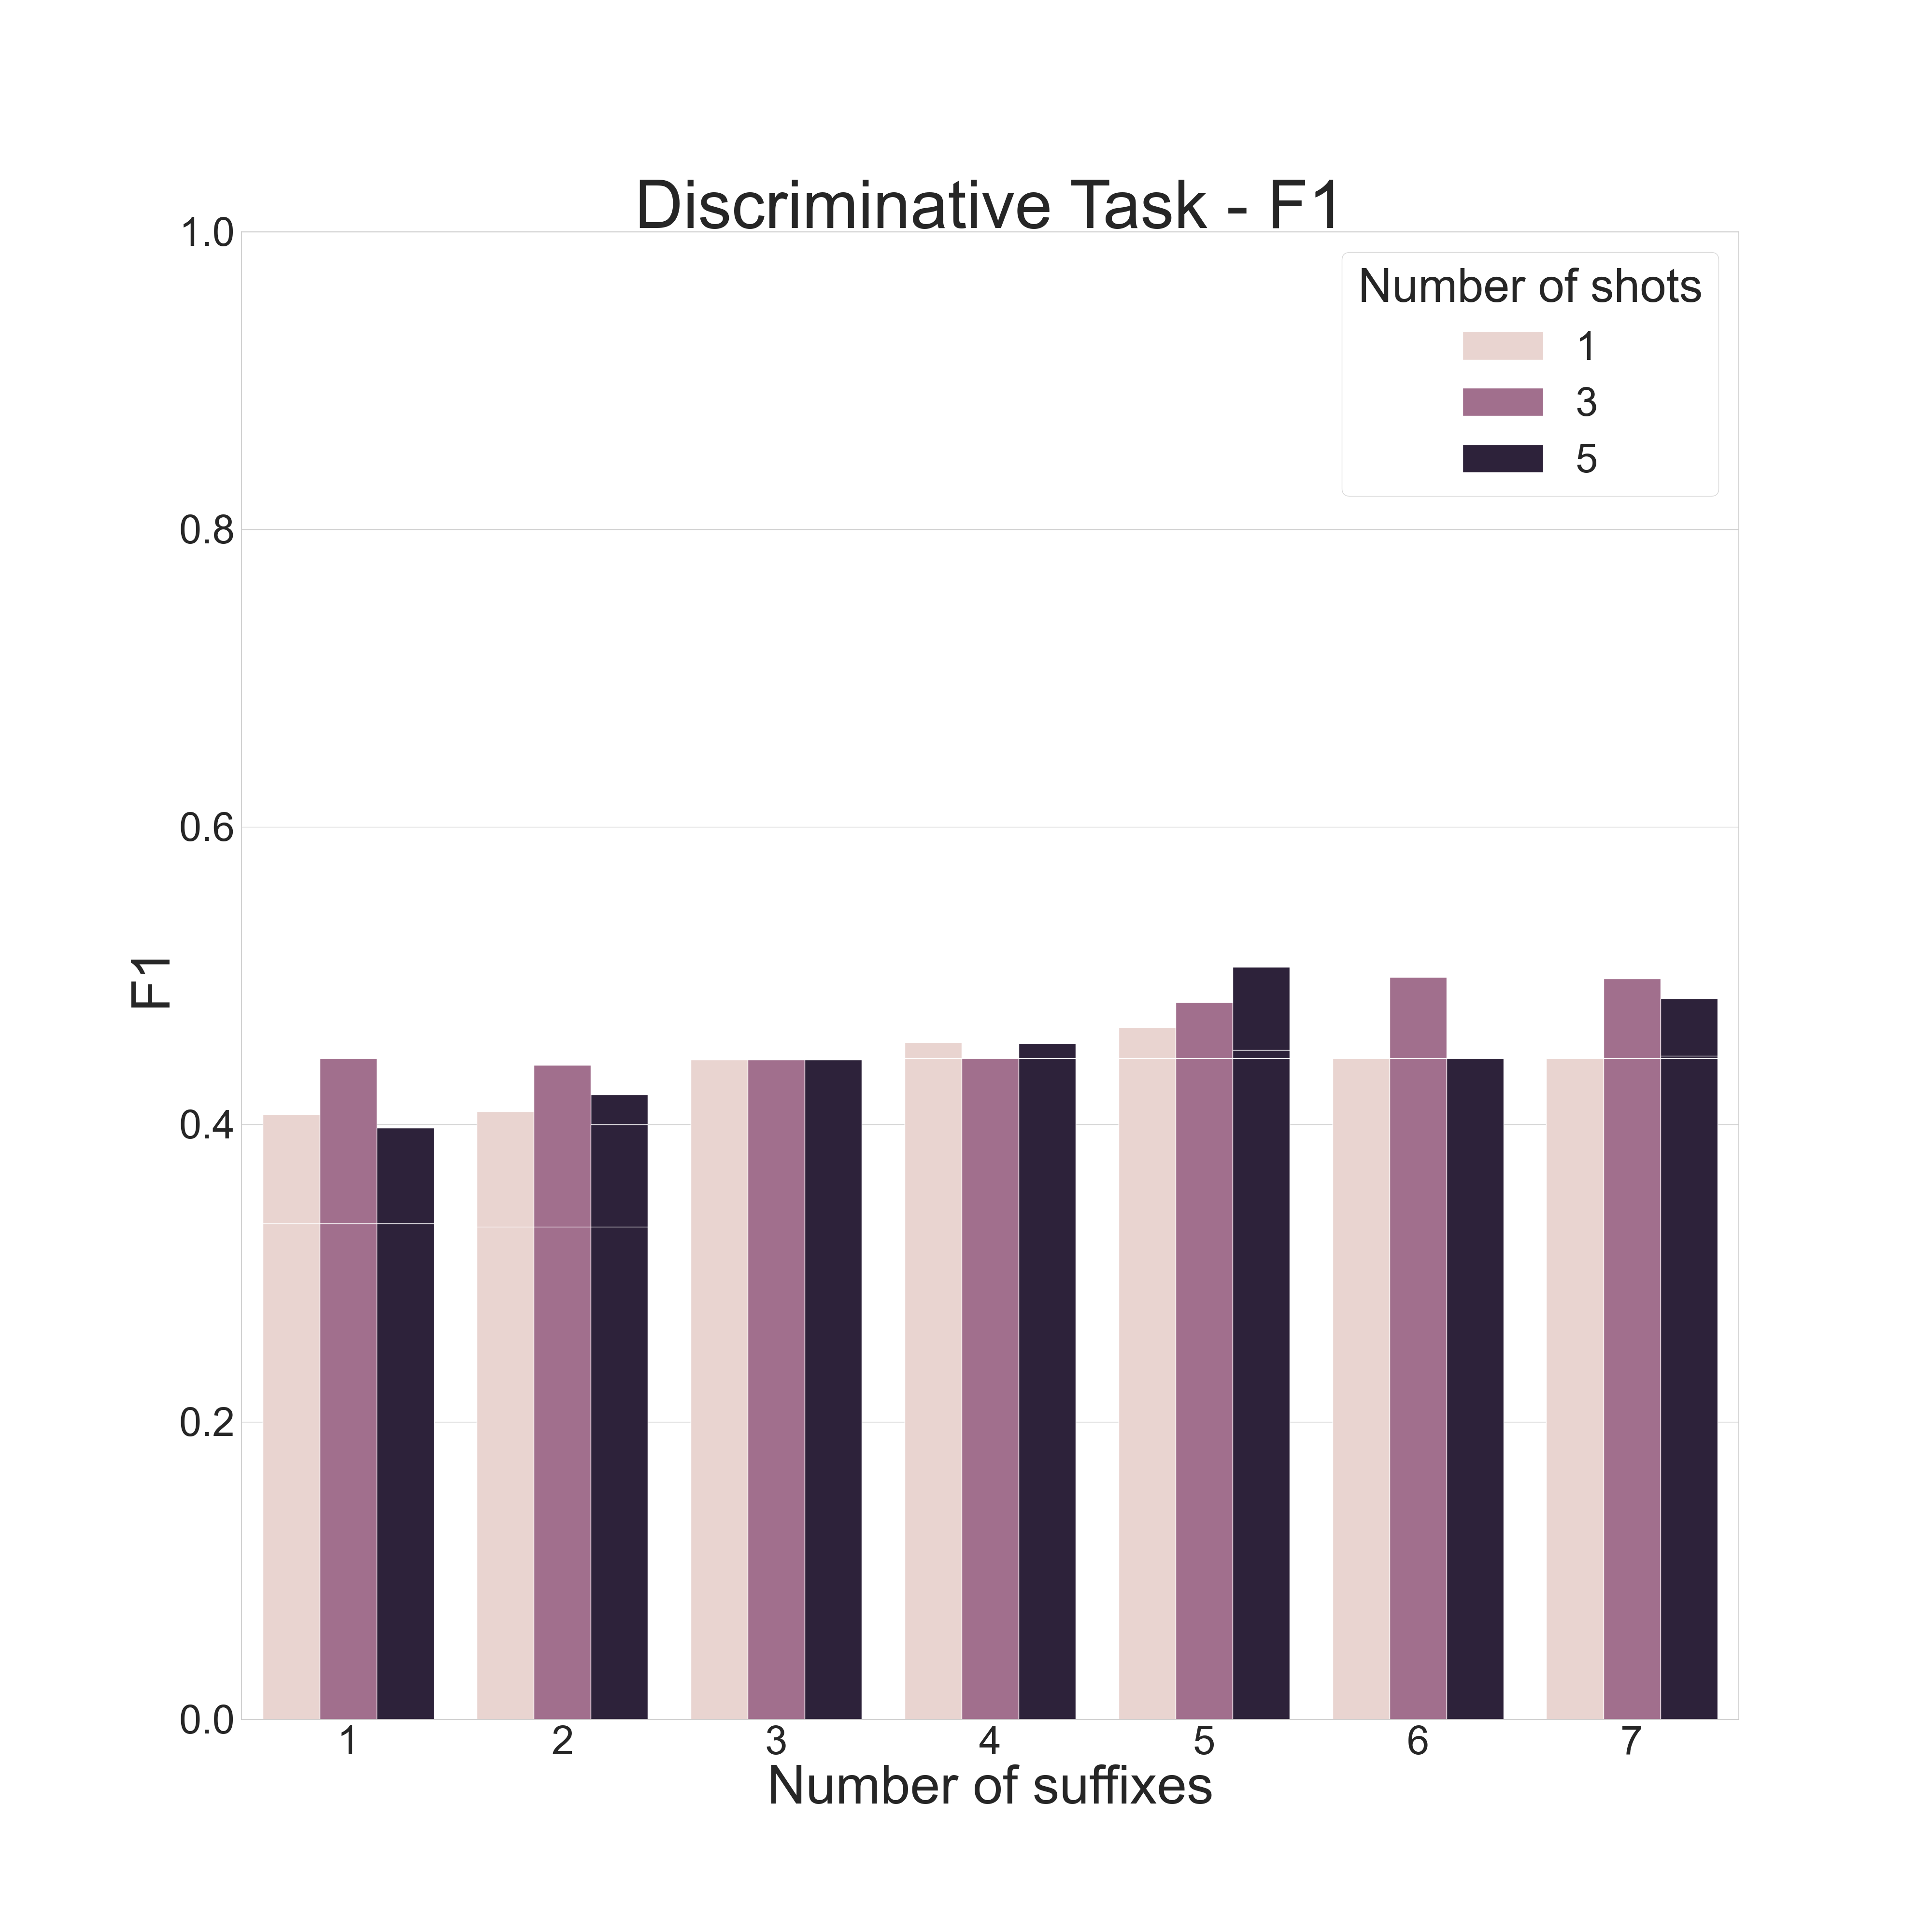 Discriminative Task - F1
1.0
0.8
0.6
0.4
0.2
0.0
F1
Number of shots
1
3
5
1 2 3 4 5 6 7
Number of suffixes